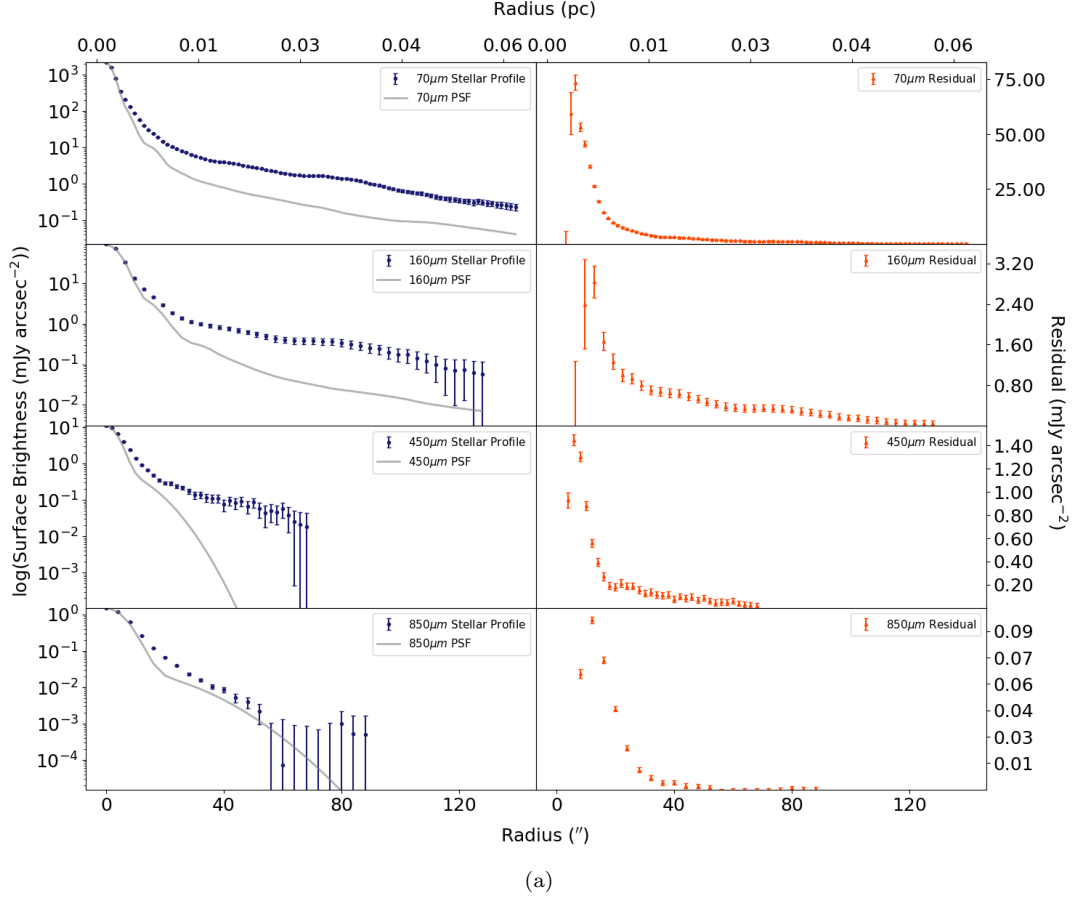 Radius (pc)
0.00 0.01 0.03 0.04 0.06 0.00 0.01 0.03 0.04 0.06
10³
10²
10¹
10⁰
10⁻¹
70μm Stellar Profile
70μm PSF
70μm Residual
75.00
50.00
25.00
10¹
10⁰
10⁻¹
10⁻²
160μm Stellar Profile
160μm PSF
160μm Residual
3.20
2.40
1.60
0.80
log(Surface Brightness (mJy arcsec⁻²))
Residual (mJy arcsec⁻²)
10¹
10⁰
10⁻¹
10⁻²
10⁻³
450μm Stellar Profile
450μm PSF
450μm Residual
1.40
1.20
1.00
0.80
0.60
0.40
0.20
10⁰
10⁻¹
10⁻²
10⁻³
10⁻⁴
850μm Stellar Profile
850μm PSF
850μm Residual
0.09
0.07
0.06
0.04
0.03
0.01
0 40 80 120 0 40 80 120
Radius (″)
(a)